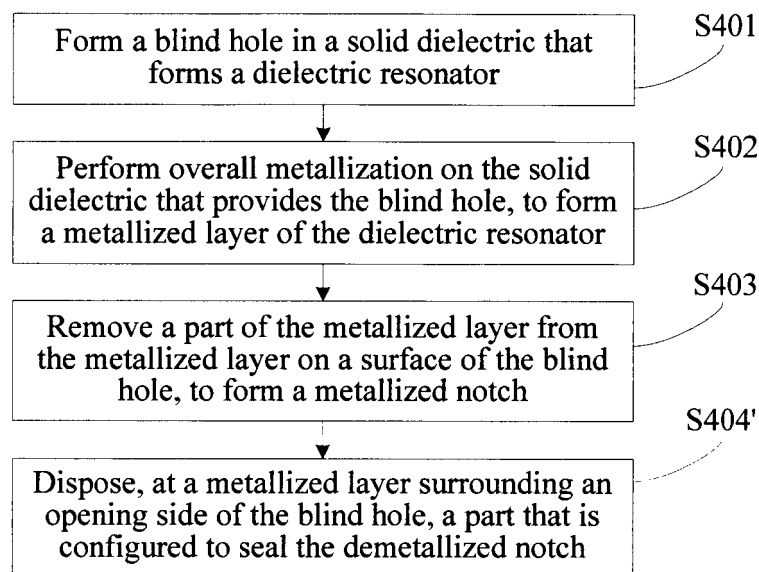 Form a blind hole in a solid dielectric that
forms a dielectric resonator
S401
Perform overall metallization on the solid
dielectric that provides the blind hole, to form
a metallized layer of the dielectric resonator
S402
Remove a part of the metallized layer from
the metallized layer on a surface of the blind
hole, to form a metallized notch
S403
Dispose, at a metallized layer surrounding an
opening side of the blind hole, a part that is
configured to seal the demetallized notch
S404'